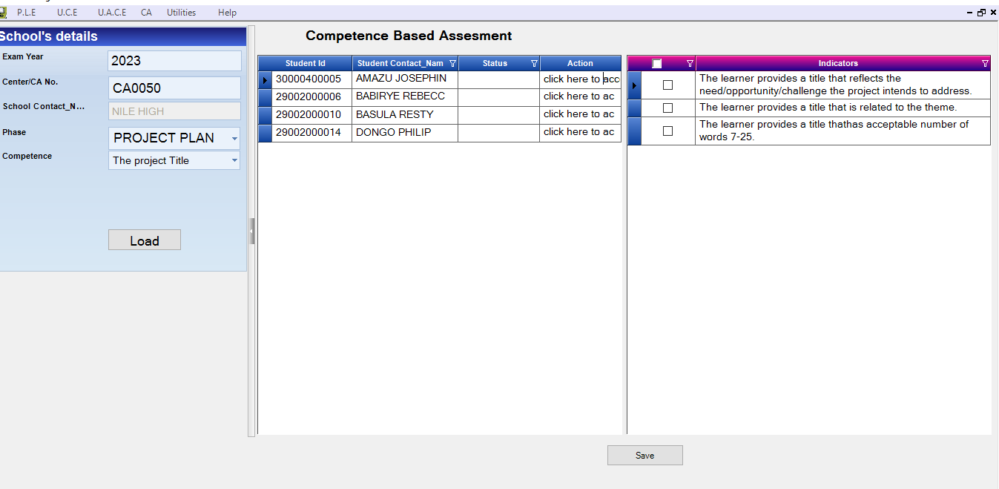 P.L.E U.C.E U.A.C.E CA Utilities Help
School's details
Exam Year 2023
Center/CA No. CA0050
School Contact_N... NILE HIGH
Phase PROJECT PLAN
Competence The project Title
Load
Competence Based Assesment
Student Id Student Contact_Nam Status Action
30000400005 AMAZU JOSEPHIN click here to acc
29002000006 BABIRYE REBECC click here to ac
29002000010 BASULA RESTY click here to ac
29002000014 DONGO PHILIP click here to ac
Indicators
The learner provides a title that reflects the
need/opportunity/challenge the project intends to address.
The learner provides a title that is related to the theme.
The learner provides a title thathas acceptable number of
words 7-25.
Save